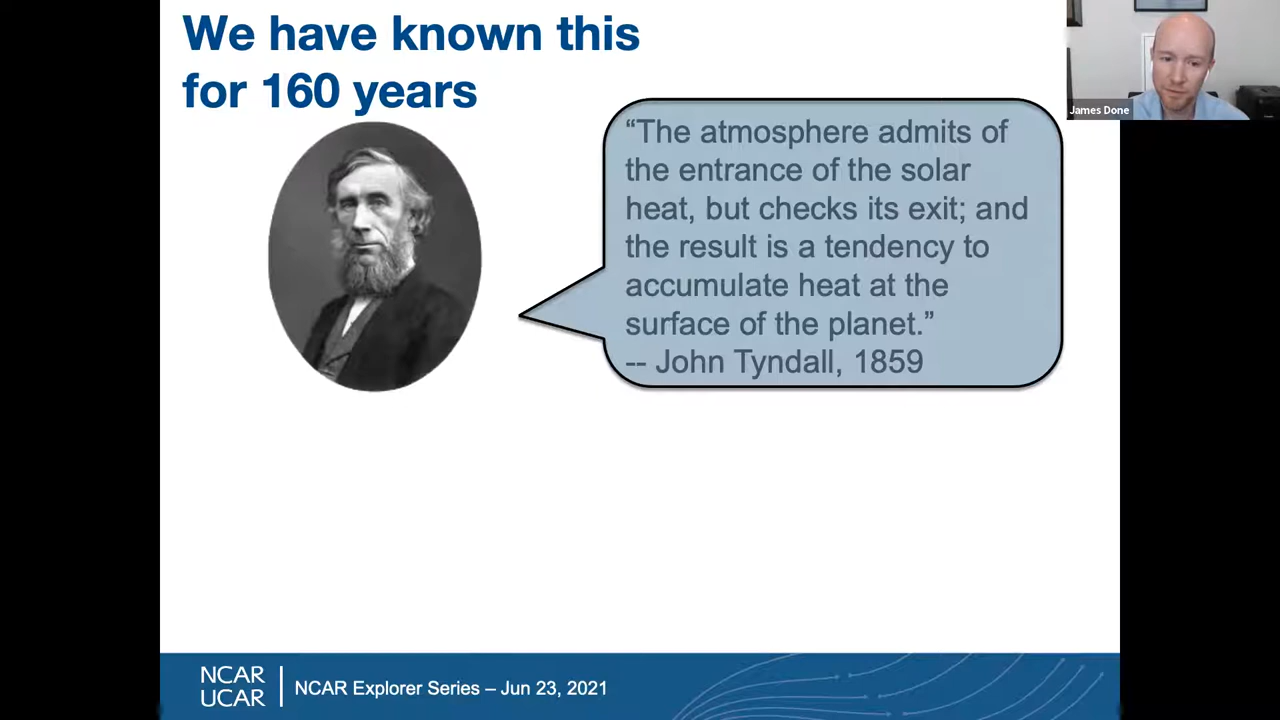 We have known this
for 160 years
“The atmosphere admits of
the entrance of the solar
heat, but checks its exit; and
the result is a tendency to
accumulate heat at the
surface of the planet.”
-- John Tyndall, 1859
James Done
NCAR
UCAR
NCAR Explorer Series – Jun 23, 2021